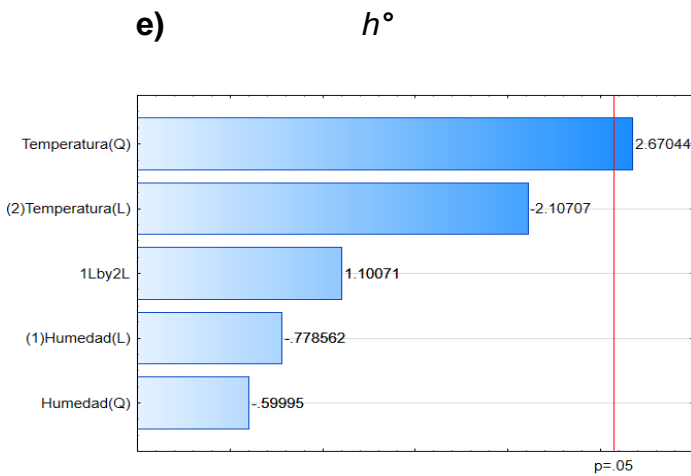 e) h°
Temperatura(Q) 2.67044
(2)Temperatura(L) -2.10707
1Lby2L 1.10071
(1)Humedad(L) -.778562
Humedad(Q) -.59995
p=.05